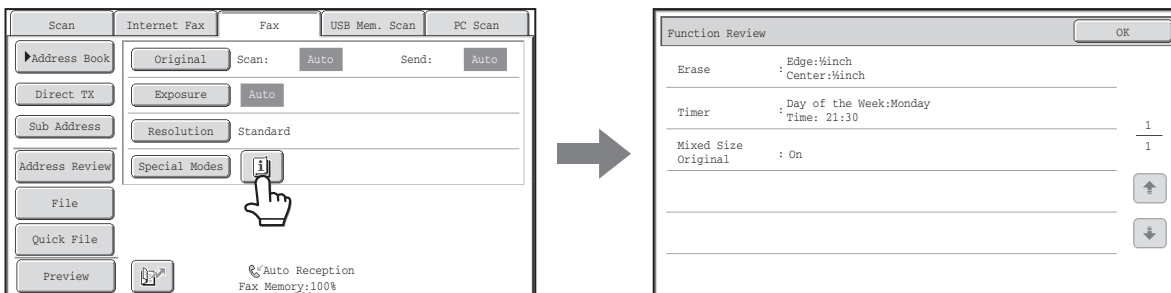 Scan
Internet Fax
Fax
USB Mem. Scan
PC Scan
Address Book
Original
Scan:
Auto
Send:
Auto
Direct TX
Exposure
Auto
Sub Address
Resolution
Standard
Address Review
Special Modes
File
Quick File
Preview
Auto Reception
Fax Memory:100%
Function Review
OK
Erase
: Edge:½inch
Center:½inch
Timer
: Day of the Week:Monday
Time: 21:30
Mixed Size
Original
: On
1
1